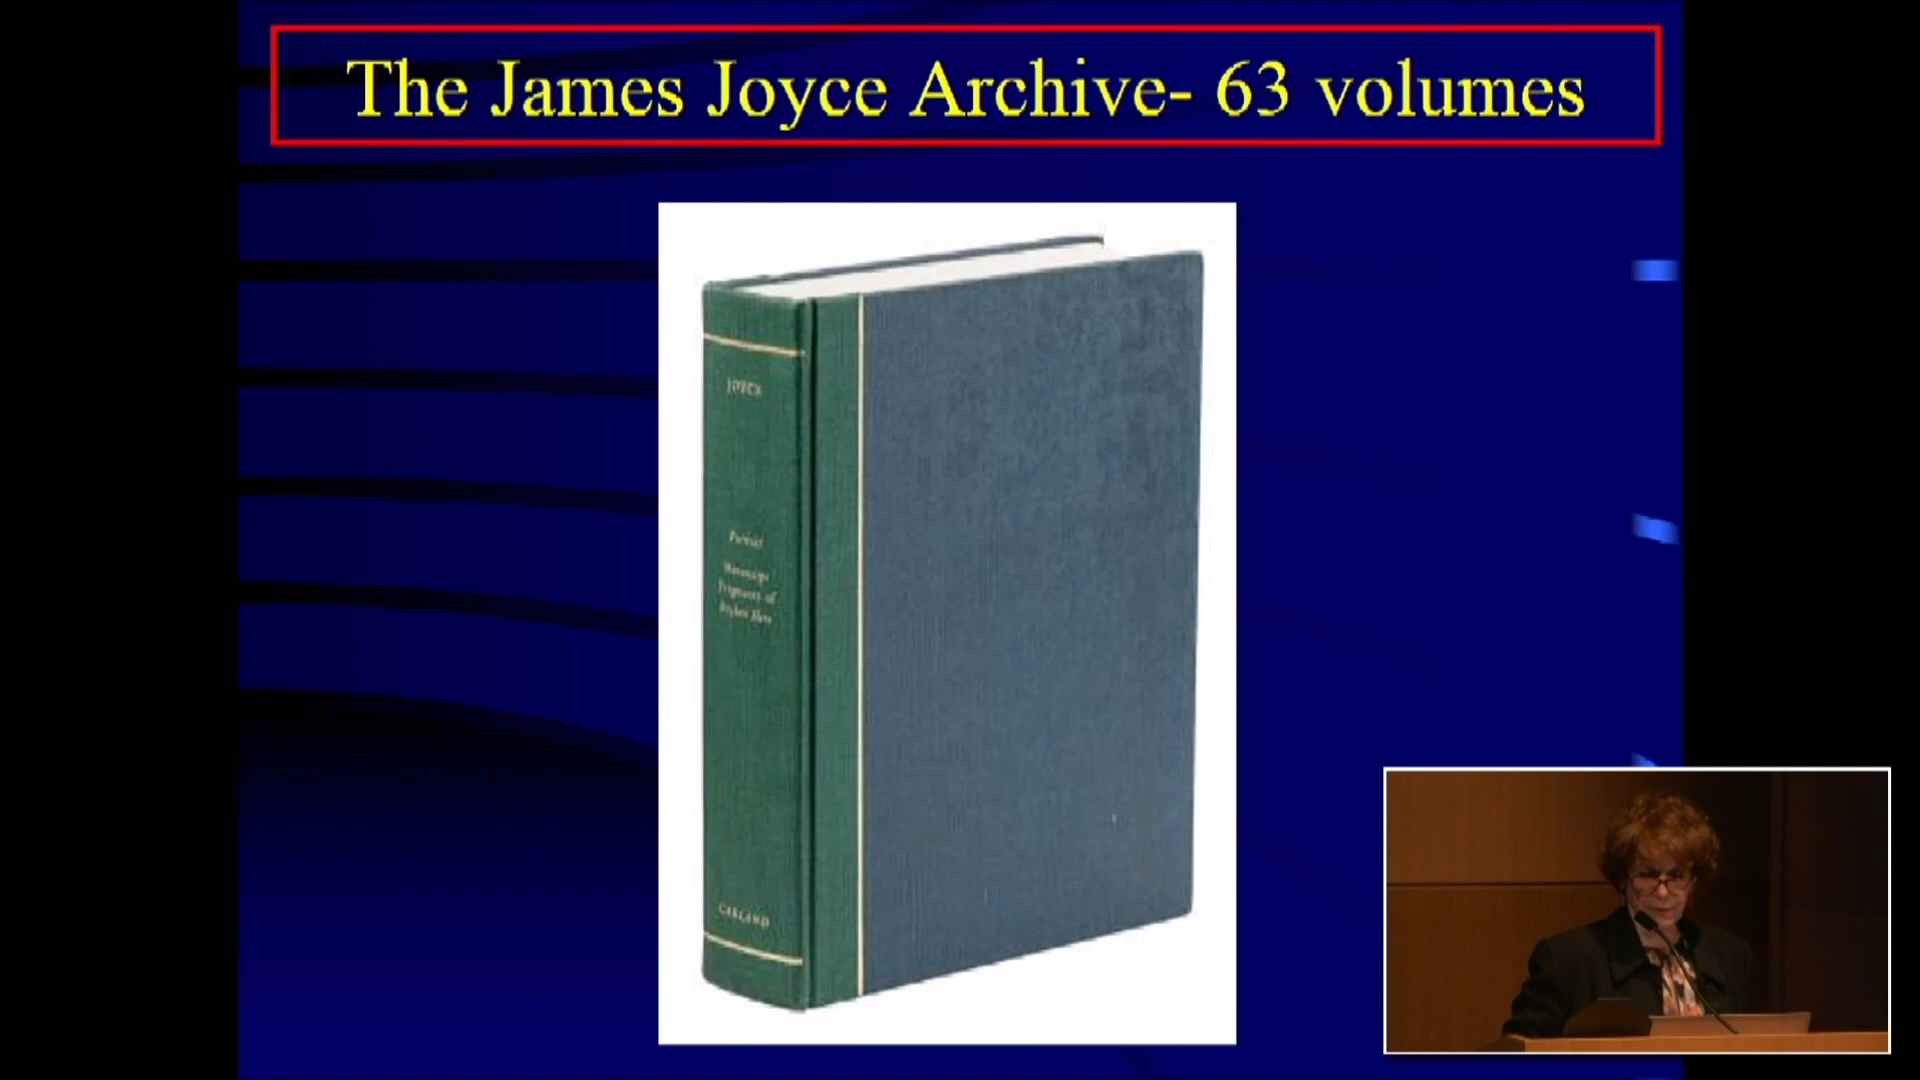 The James Joyce Archive- 63 volumes
JOYCE
Portrait
Manuscript
Fragments of
Stephen Hero
GARLAND